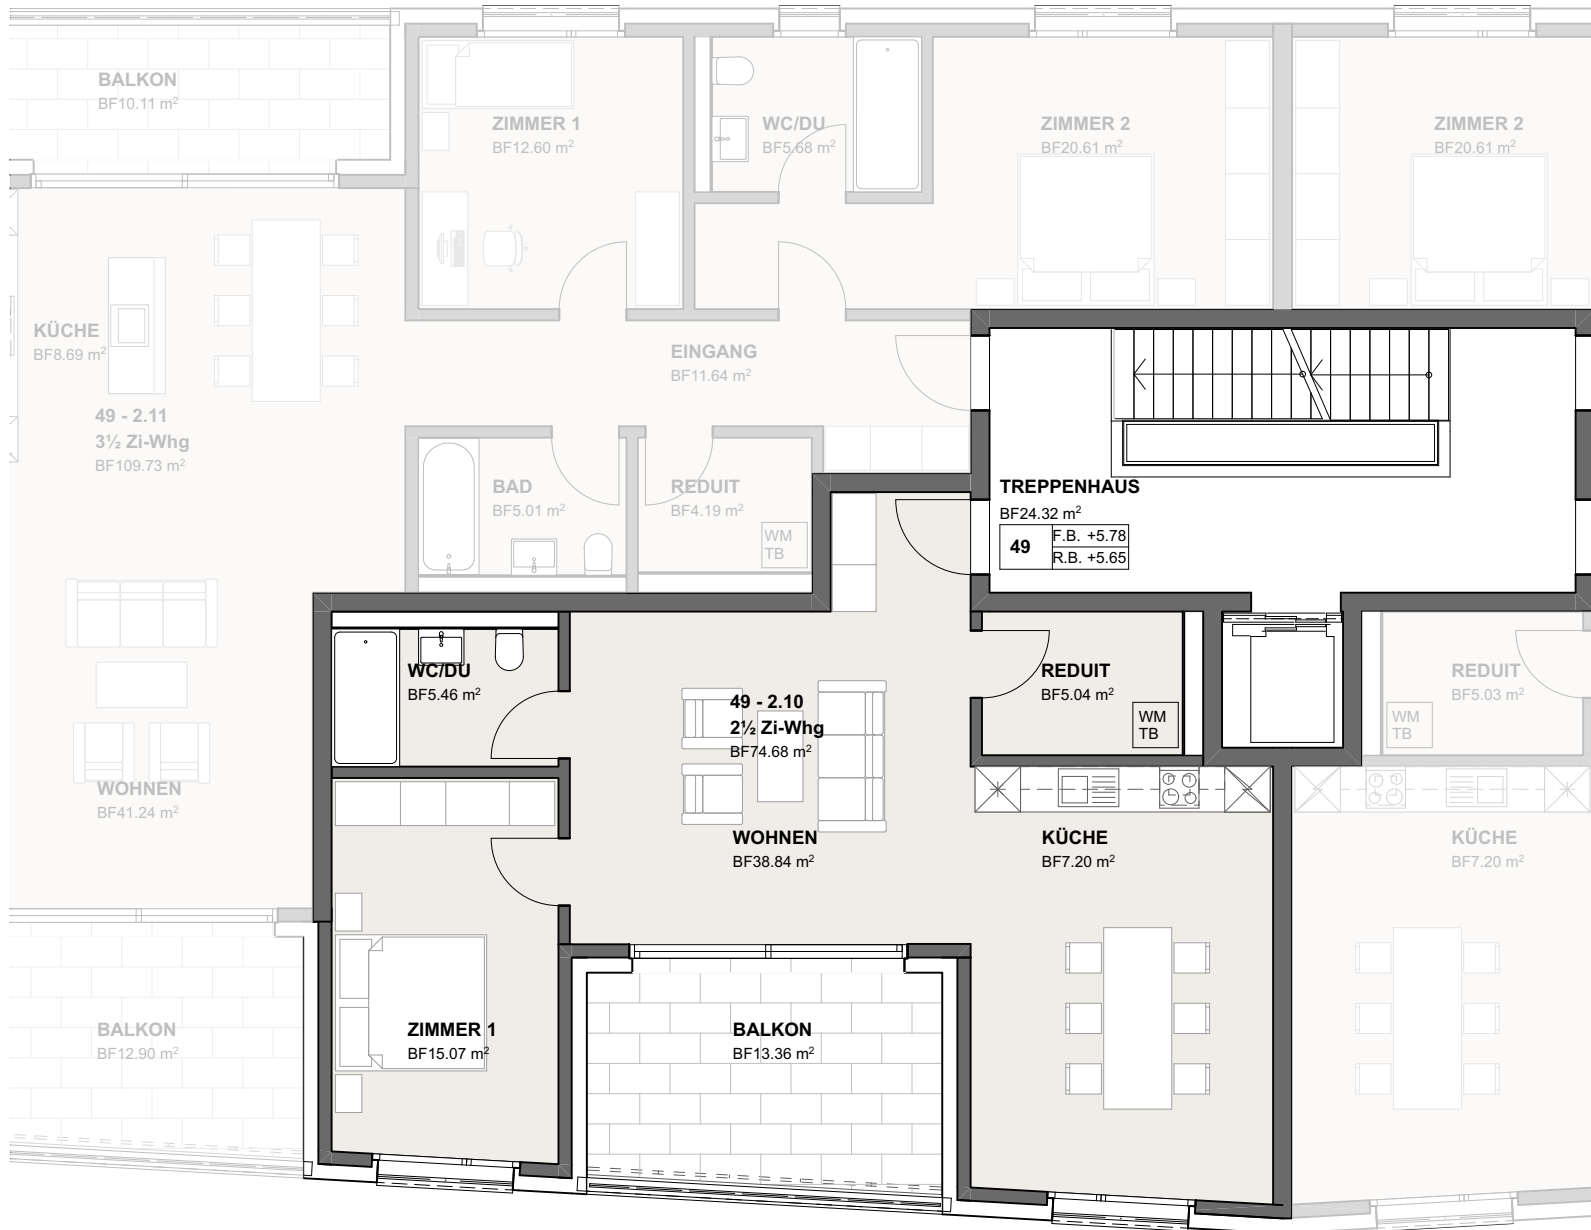 BALKON
BF10.11 m²
ZIMMER 1
BF12.60 m²
WC/DU
BF5.68 m²
ZIMMER 2
BF20.61 m²
ZIMMER 2
BF20.61 m²
KÜCHE
BF8.69 m²
EINGANG
BF11.64 m²
49 - 2.11
3½ Zi-Whg
BF109.73 m²
BAD
BF5.01 m²
REDUIT
BF4.19 m²
WM
TB
TREPPENHAUS
BF24.32 m²
49
F.B. +5.78
R.B. +5.65
WC/DU
BF5.46 m²
49 - 2.10
2½ Zi-Whg
BF74.68 m²
REDUIT
BF5.04 m²
WM
TB
REDUIT
BF5.03 m²
WM
TB
WOHNEN
BF41.24 m²
WOHNEN
BF38.84 m²
KÜCHE
BF7.20 m²
KÜCHE
BF7.20 m²
BALKON
BF12.90 m²
ZIMMER 1
BF15.07 m²
BALKON
BF13.36 m²